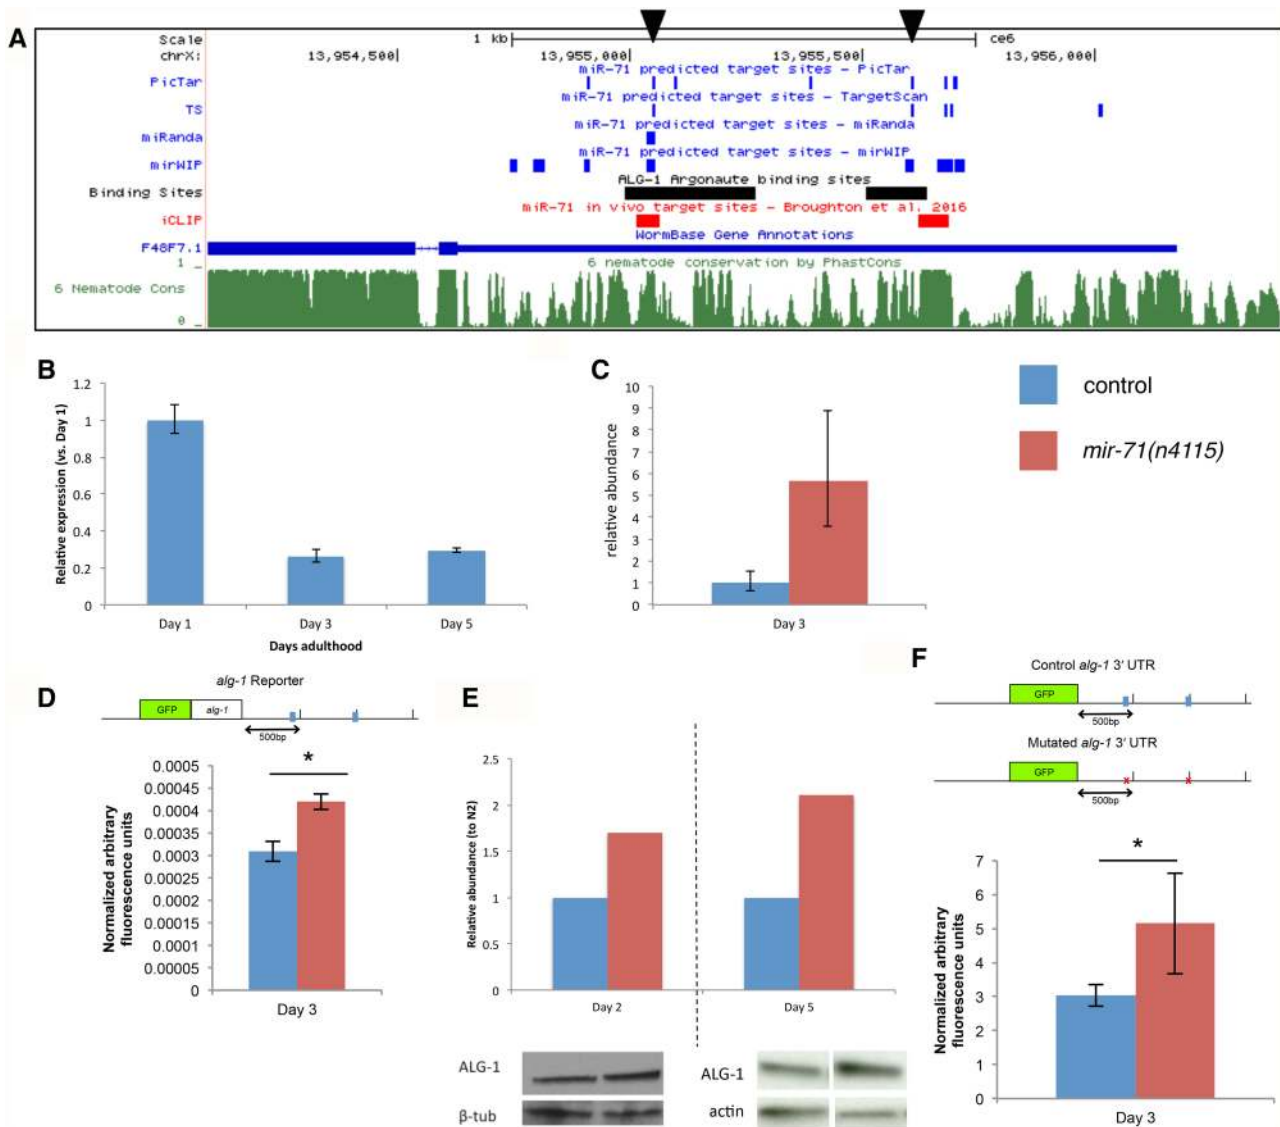 A
Scale
1 kb
ce6
chrX:
13,954,500
13,955,000
13,955,500
13,956,000
miR-71 predicted target sites - PicTar
PicTar
miR-71 predicted target sites - TargetScan
TS
miR-71 predicted target sites - miRanda
miRanda
miR-71 predicted target sites - mirWIP
mirWIP
ALG-1 Argonaute binding sites
Binding Sites
miR-71 in vivo target sites - Broughton et al. 2016
iCLIP
WormBase Gene Annotations
F48F7.1
6 nematode conservation by PhastCons
1
6 Nematode Cons
0
B
Relative expression (vs. Day 1)
1.2
1
0.8
0.6
0.4
0.2
0
Day 1
Day 3
Day 5
Days adulthood
C
relative abundance
10
9
8
7
6
5
4
3
2
1
0
Day 3
control
mir-71(n4115)
D
alg-1 Reporter
GFP
alg-1
500bp
*
Normalized arbitrary
fluorescence units
0.0005
0.00045
0.0004
0.00035
0.0003
0.00025
0.0002
0.00015
0.0001
0.00005
0
Day 3
E
Relative abundance (to N2)
2.5
2
1.5
1
0.5
0
Day 2
Day 5
ALG-1
β-tub
ALG-1
actin
F
Control alg-1 3' UTR
GFP
500bp
Mutated alg-1 3' UTR
GFP
x
x
500bp
*
Normalized arbitrary
fluorescence units
7
6
5
4
3
2
1
0
Day 3